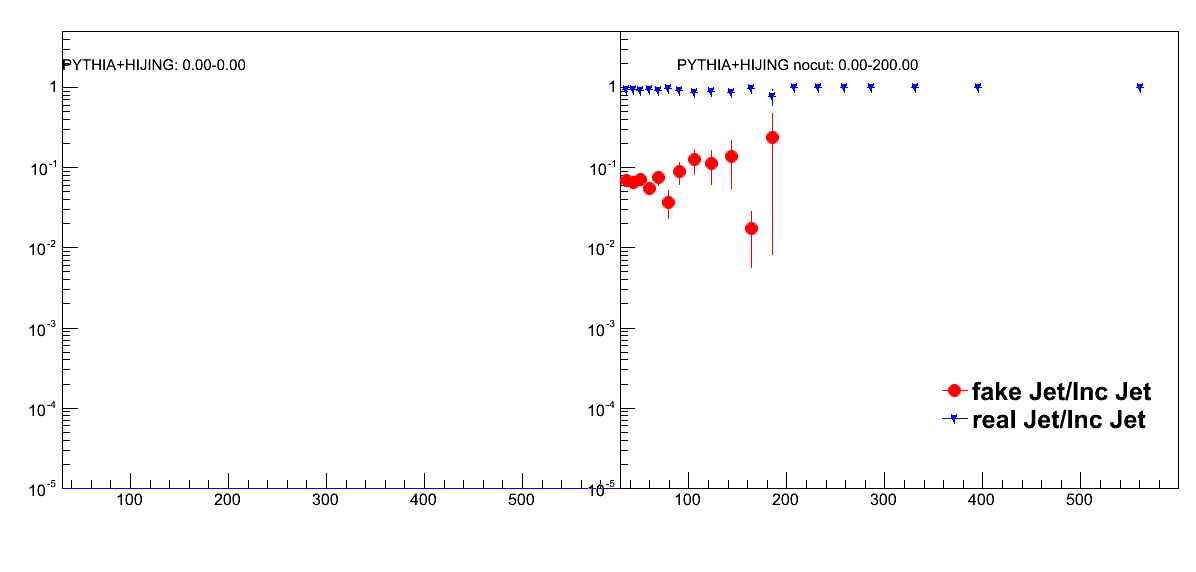 PYTHIA+HIJING: 0.00-0.00
PYTHIA+HIJING nocut: 0.00-200.00
1
10-1
10-2
10-3
10-4
10-5
100 200 300 400 500
1
10-1
10-2
10-3
10-4
10-5
100 200 300 400 500
fake Jet/Inc Jet
real Jet/Inc Jet